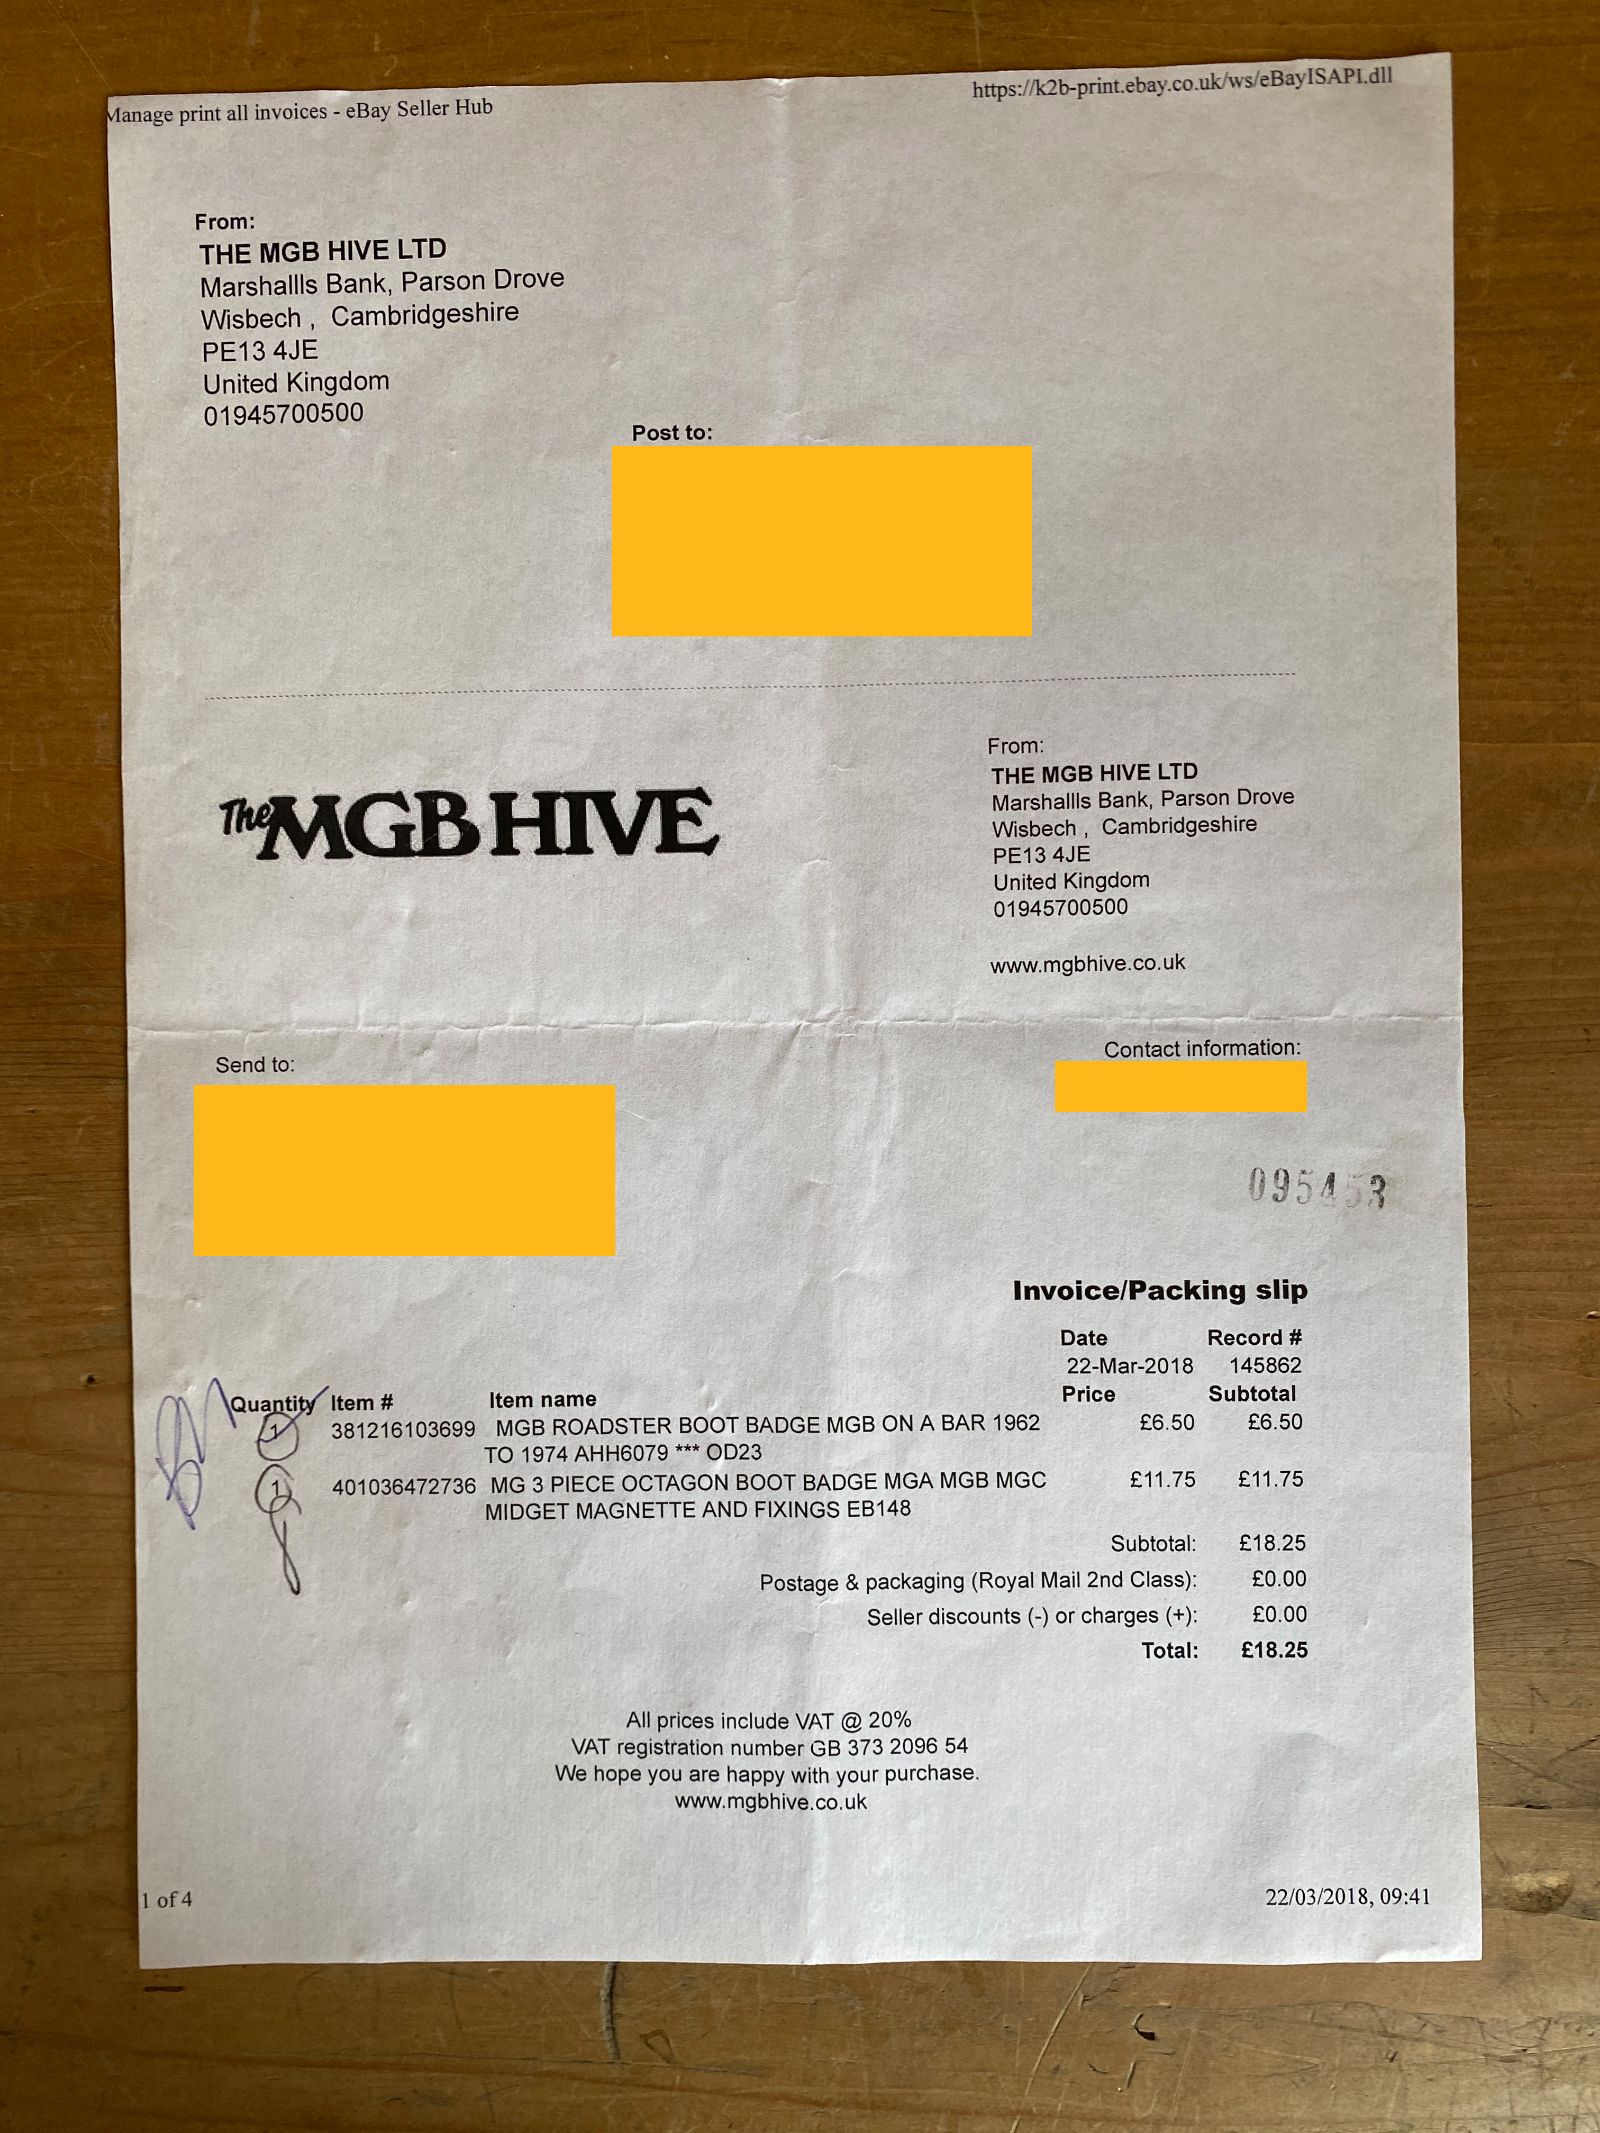 Manage print all invoices - eBay Seller Hub
https://k2b-print.ebay.co.uk/ws/eBayISAPI.dll
From:
THE MGB HIVE LTD
Marshallls Bank, Parson Drove
Wisbech , Cambridgeshire
PE13 4JE
United Kingdom
01945700500
Post to:
The MGB HIVE
From:
THE MGB HIVE LTD
Marshallls Bank, Parson Drove
Wisbech , Cambridgeshire
PE13 4JE
United Kingdom
01945700500
www.mgbhive.co.uk
Send to:
Contact information:
095453
Invoice/Packing slip
Date Record #
22-Mar-2018 145862
Quantity Item # Item name Price Subtotal
1 381216103699 MGB ROADSTER BOOT BADGE MGB ON A BAR 1962 £6.50 £6.50
TO 1974 AHH6079 *** OD23
1 401036472736 MG 3 PIECE OCTAGON BOOT BADGE MGA MGB MGC £11.75 £11.75
MIDGET MAGNETTE AND FIXINGS EB148
Subtotal: £18.25
Postage & packaging (Royal Mail 2nd Class): £0.00
Seller discounts (-) or charges (+): £0.00
Total: £18.25
All prices include VAT @ 20%
VAT registration number GB 373 2096 54
We hope you are happy with your purchase.
www.mgbhive.co.uk
1 of 4
22/03/2018, 09:41